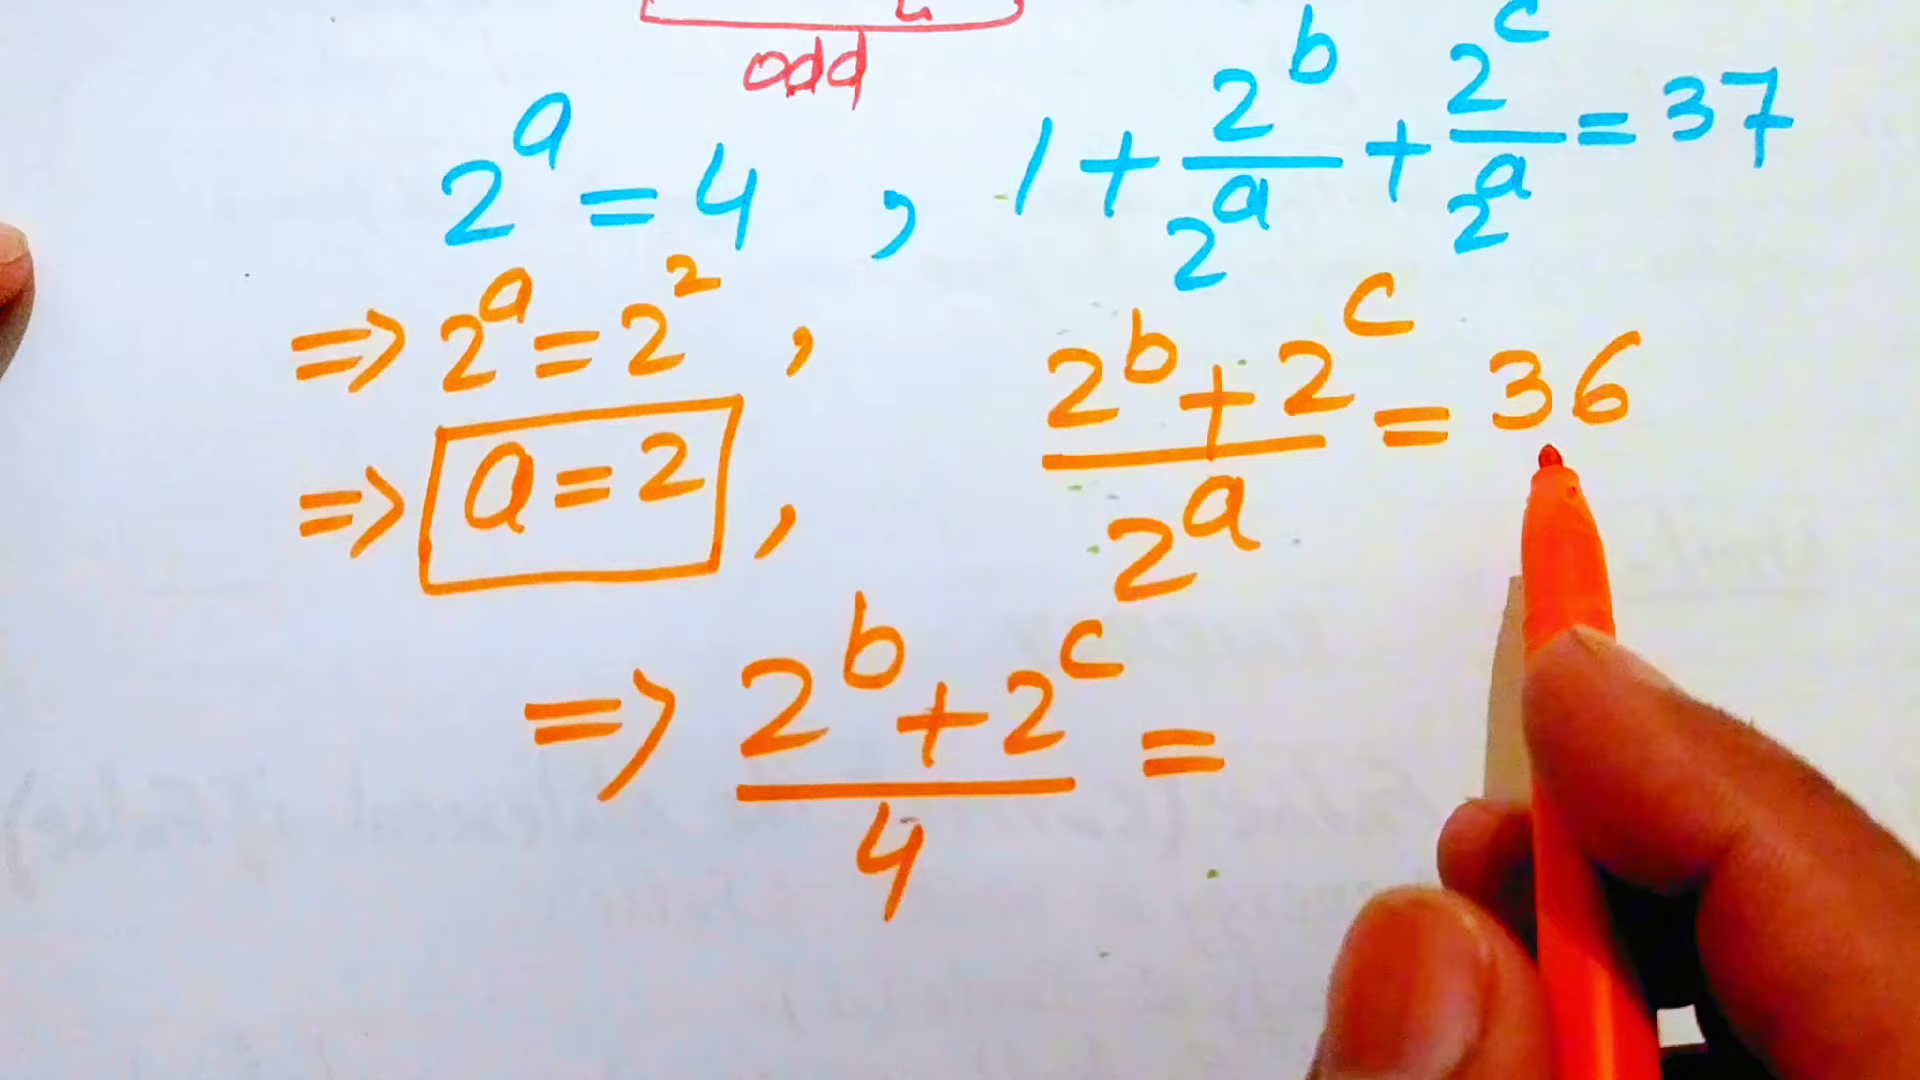 odd
2^a = 4 , 1 + 2^b/2^a + 2^c/2^a = 37
⇒ 2^a = 2^2 , (2^b + 2^c)/2^a = 36
⇒ a = 2 ,
⇒ (2^b + 2^c)/4 =